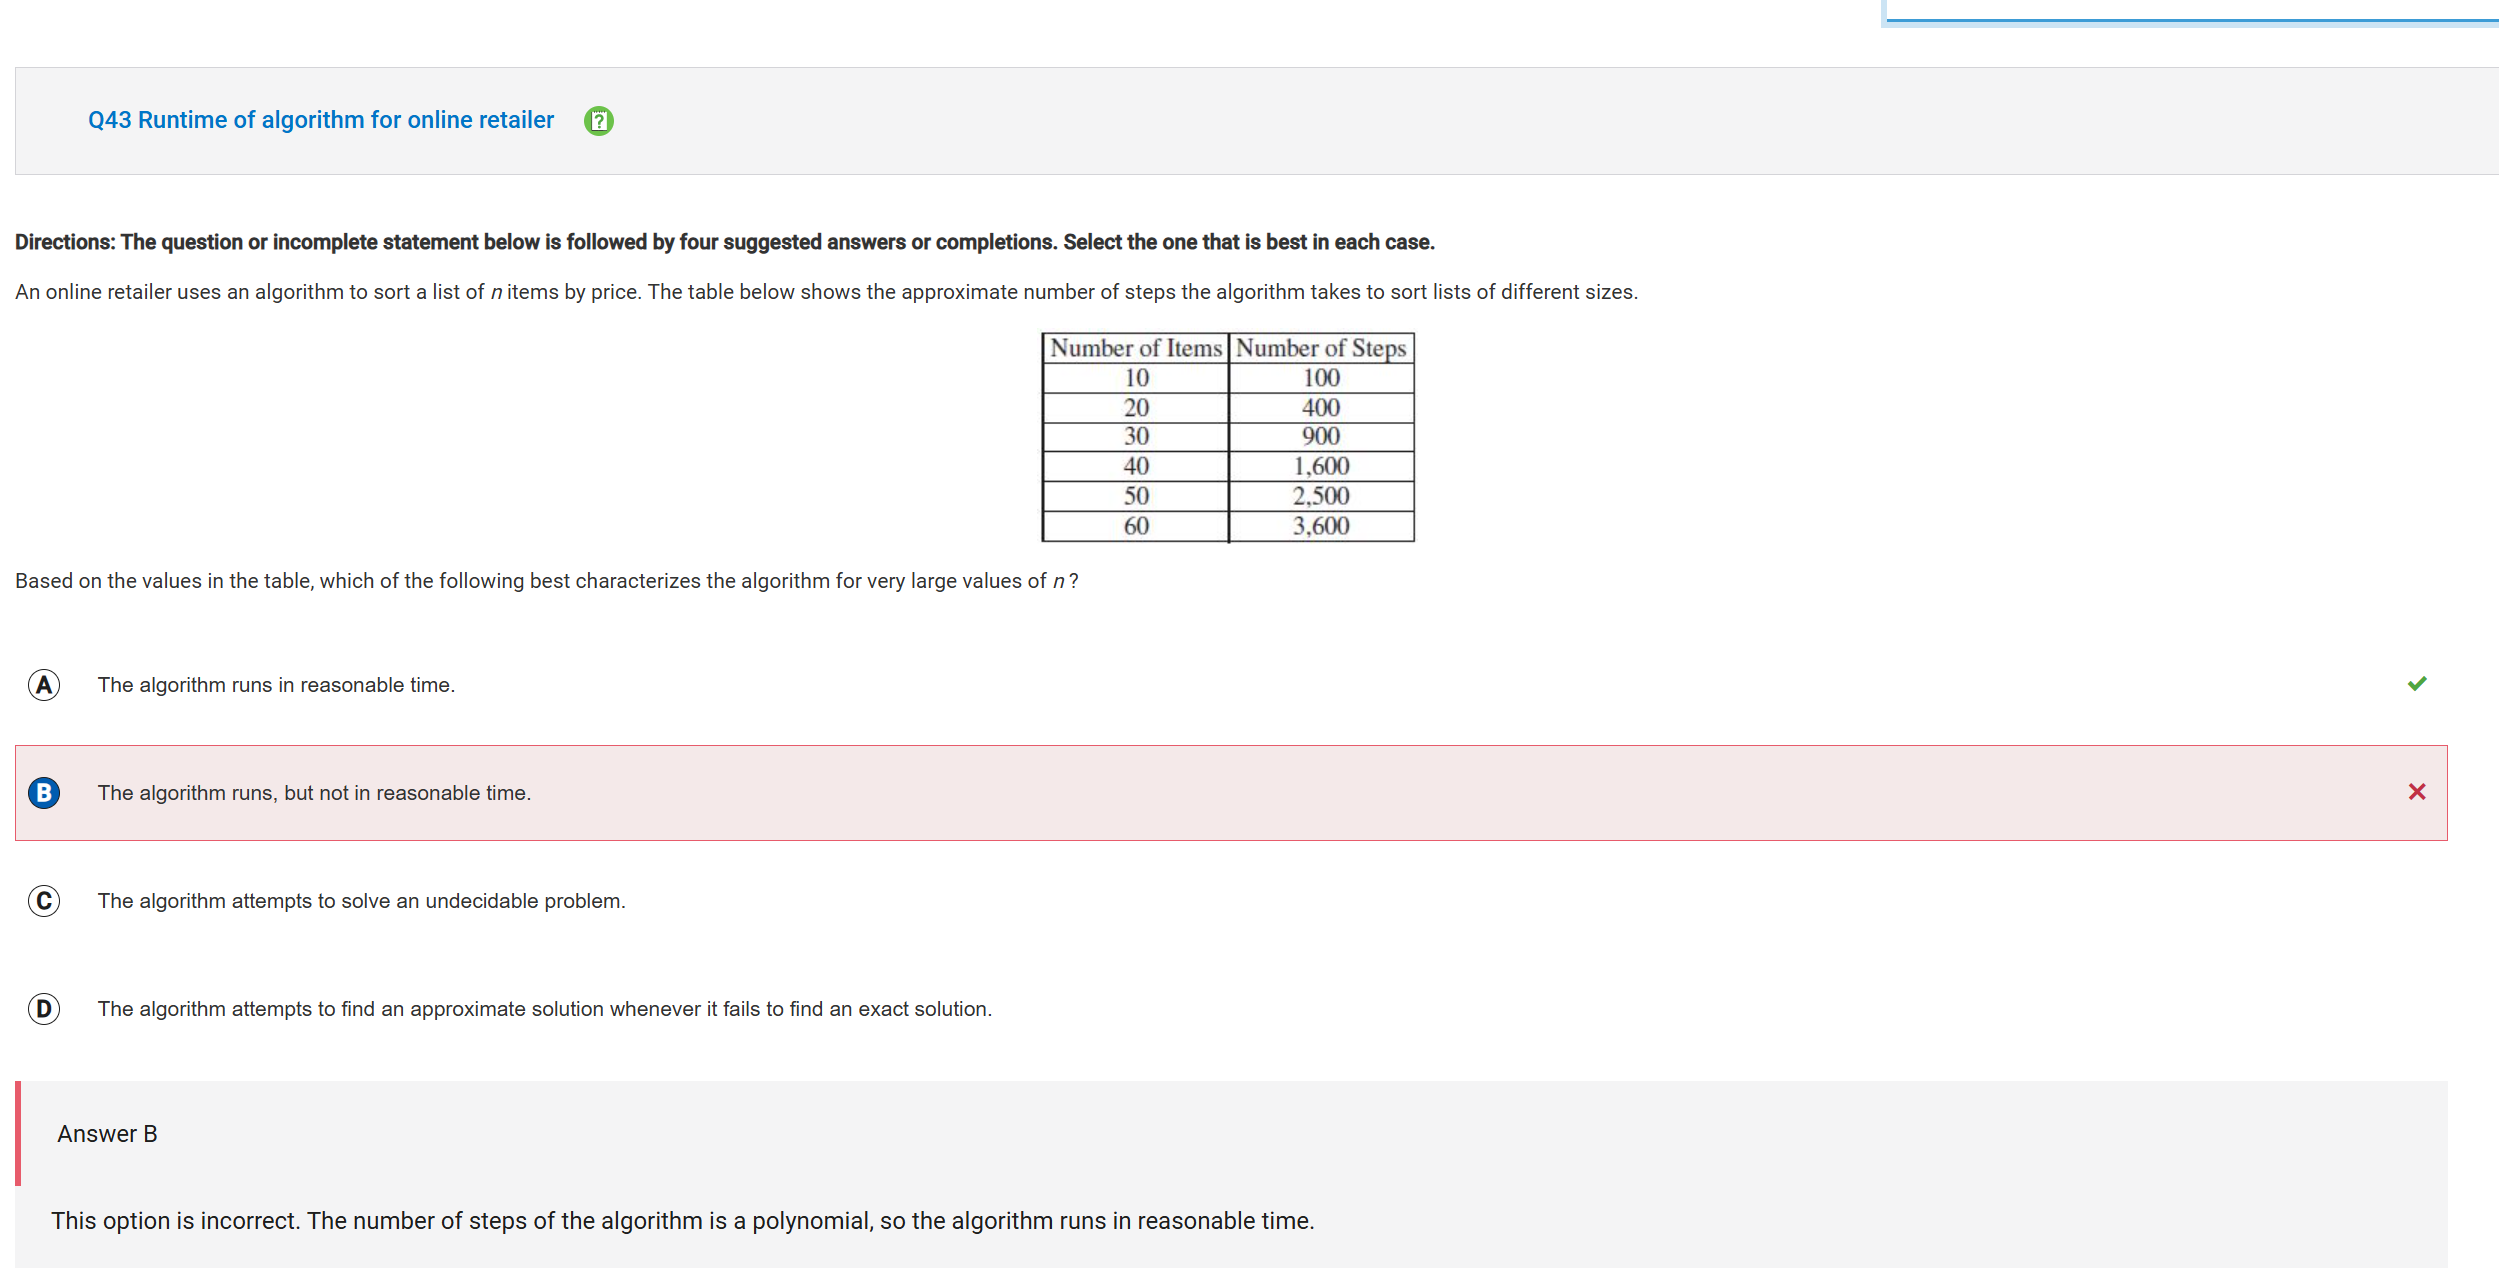 Q43 Runtime of algorithm for online retailer ?
Directions: The question or incomplete statement below is followed by four suggested answers or completions. Select the one that is best in each case.
An online retailer uses an algorithm to sort a list of n items by price. The table below shows the approximate number of steps the algorithm takes to sort lists of different sizes.
Number of Items Number of Steps
10 100
20 400
30 900
40 1,600
50 2,500
60 3,600
Based on the values in the table, which of the following best characterizes the algorithm for very large values of n ?
A The algorithm runs in reasonable time.
B The algorithm runs, but not in reasonable time.
C The algorithm attempts to solve an undecidable problem.
D The algorithm attempts to find an approximate solution whenever it fails to find an exact solution.
Answer B
This option is incorrect. The number of steps of the algorithm is a polynomial, so the algorithm runs in reasonable time.